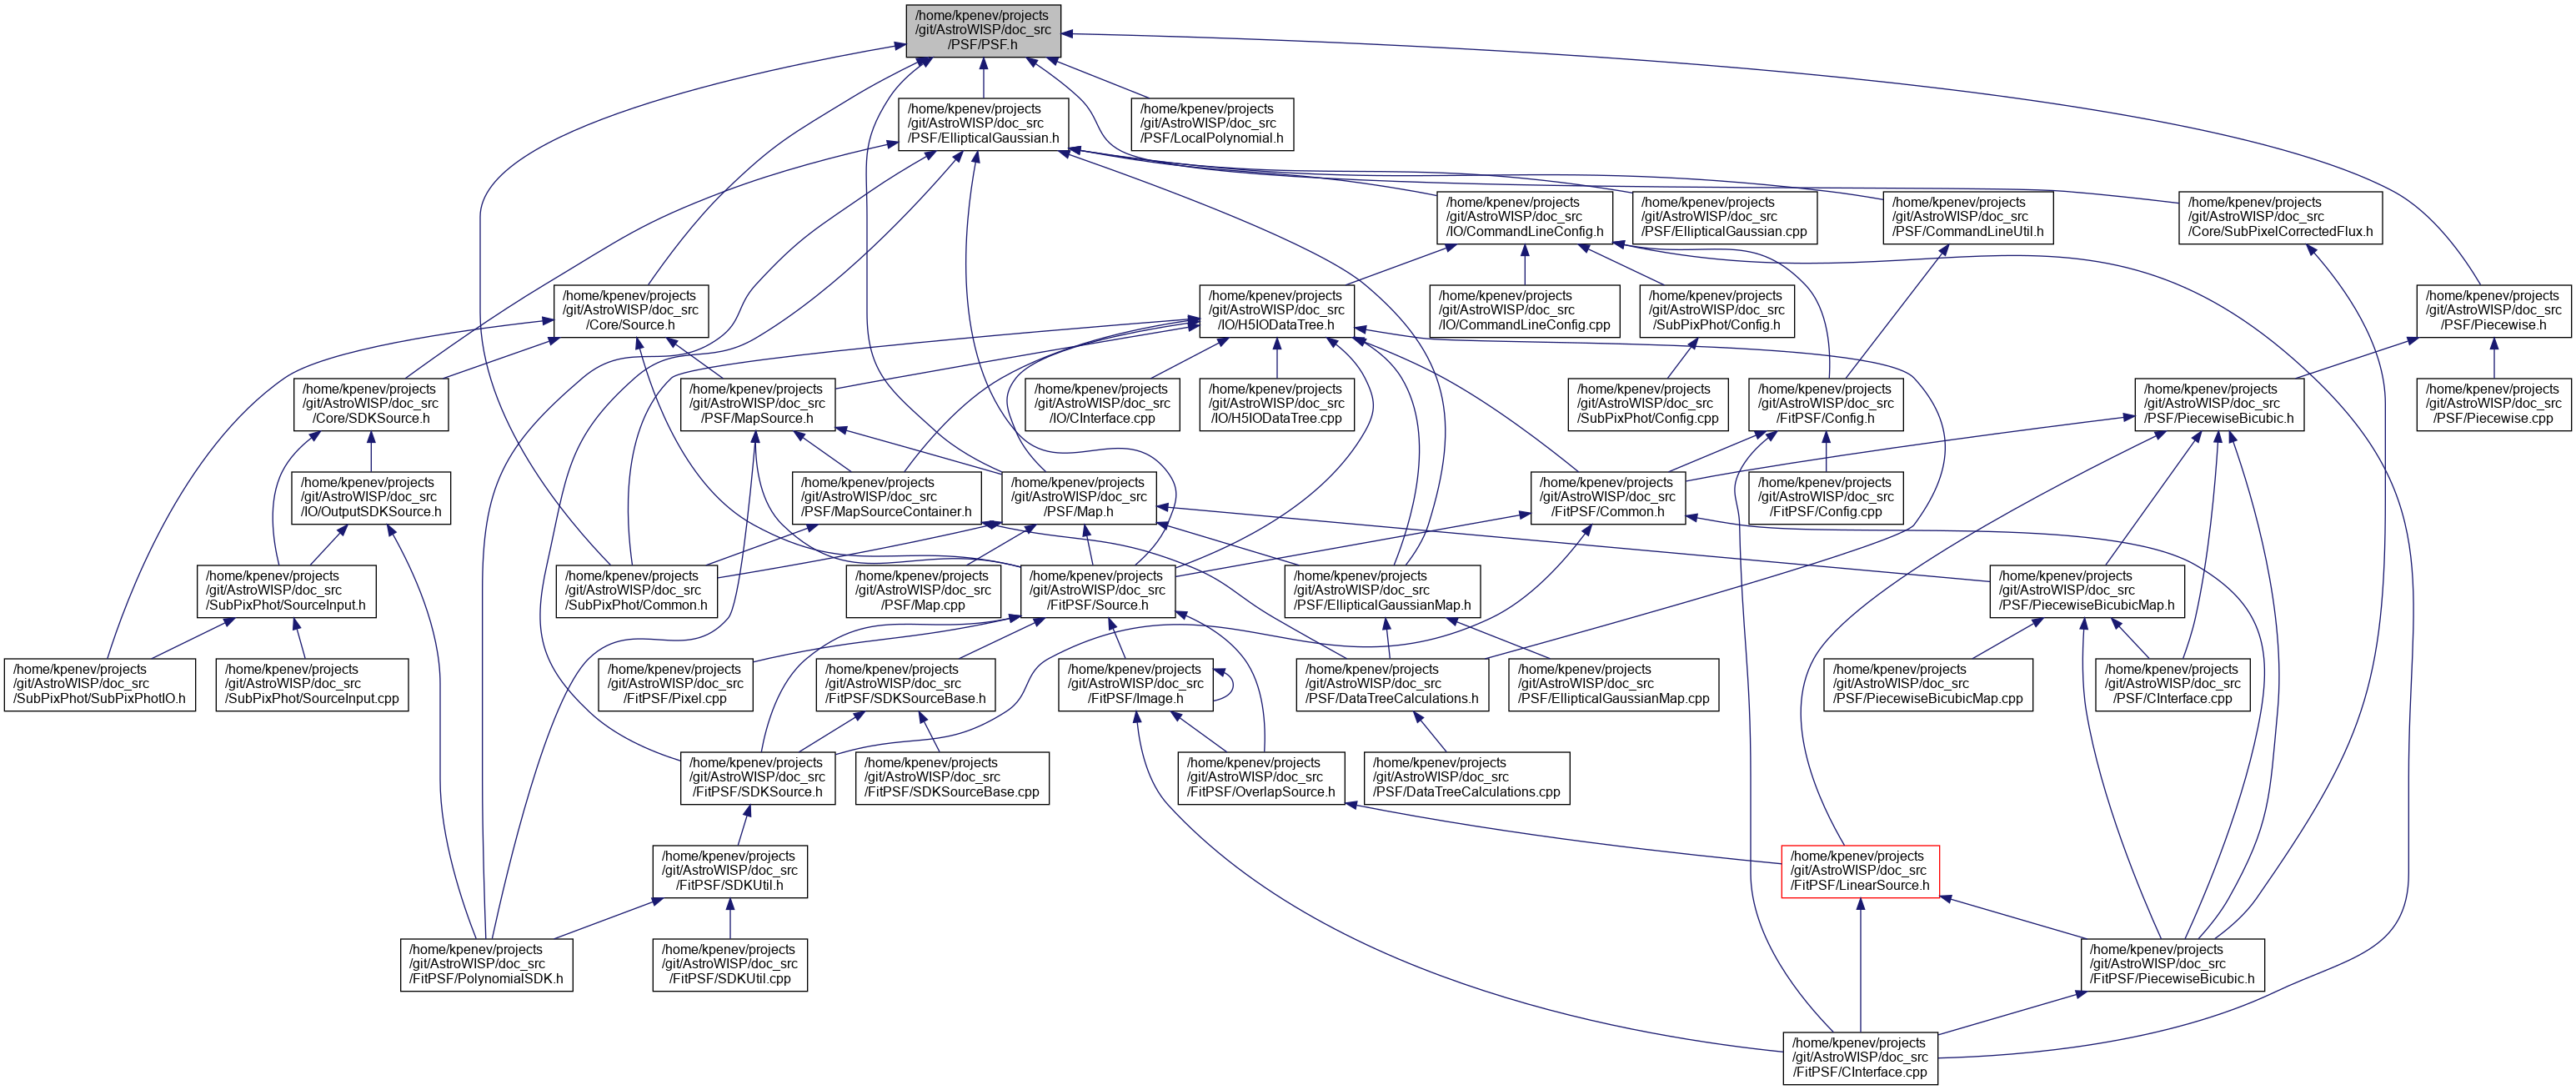 /home/kpenev/projects
/git/AstroWISP/doc_src
/PSF/PSF.h
/home/kpenev/projects
/git/AstroWISP/doc_src
/PSF/EllipticalGaussian.h
/home/kpenev/projects
/git/AstroWISP/doc_src
/PSF/LocalPolynomial.h
/home/kpenev/projects
/git/AstroWISP/doc_src
/IO/CommandLineConfig.h
/home/kpenev/projects
/git/AstroWISP/doc_src
/PSF/EllipticalGaussian.cpp
/home/kpenev/projects
/git/AstroWISP/doc_src
/PSF/CommandLineUtil.h
/home/kpenev/projects
/git/AstroWISP/doc_src
/Core/SubPixelCorrectedFlux.h
/home/kpenev/projects
/git/AstroWISP/doc_src
/Core/Source.h
/home/kpenev/projects
/git/AstroWISP/doc_src
/IO/H5IODataTree.h
/home/kpenev/projects
/git/AstroWISP/doc_src
/IO/CommandLineConfig.cpp
/home/kpenev/projects
/git/AstroWISP/doc_src
/SubPixPhot/Config.h
/home/kpenev/projects
/git/AstroWISP/doc_src
/PSF/Piecewise.h
/home/kpenev/projects
/git/AstroWISP/doc_src
/Core/SDKSource.h
/home/kpenev/projects
/git/AstroWISP/doc_src
/PSF/MapSource.h
/home/kpenev/projects
/git/AstroWISP/doc_src
/IO/CInterface.cpp
/home/kpenev/projects
/git/AstroWISP/doc_src
/IO/H5IODataTree.cpp
/home/kpenev/projects
/git/AstroWISP/doc_src
/SubPixPhot/Config.cpp
/home/kpenev/projects
/git/AstroWISP/doc_src
/FitPSF/Config.h
/home/kpenev/projects
/git/AstroWISP/doc_src
/PSF/PiecewiseBicubic.h
/home/kpenev/projects
/git/AstroWISP/doc_src
/PSF/Piecewise.cpp
/home/kpenev/projects
/git/AstroWISP/doc_src
/IO/OutputSDKSource.h
/home/kpenev/projects
/git/AstroWISP/doc_src
/PSF/MapSourceContainer.h
/home/kpenev/projects
/git/AstroWISP/doc_src
/PSF/Map.h
/home/kpenev/projects
/git/AstroWISP/doc_src
/FitPSF/Common.h
/home/kpenev/projects
/git/AstroWISP/doc_src
/FitPSF/Config.cpp
/home/kpenev/projects
/git/AstroWISP/doc_src
/SubPixPhot/SourceInput.h
/home/kpenev/projects
/git/AstroWISP/doc_src
/SubPixPhot/Common.h
/home/kpenev/projects
/git/AstroWISP/doc_src
/PSF/Map.cpp
/home/kpenev/projects
/git/AstroWISP/doc_src
/FitPSF/Source.h
/home/kpenev/projects
/git/AstroWISP/doc_src
/PSF/EllipticalGaussianMap.h
/home/kpenev/projects
/git/AstroWISP/doc_src
/PSF/PiecewiseBicubicMap.h
/home/kpenev/projects
/git/AstroWISP/doc_src
/SubPixPhot/SubPixPhotIO.h
/home/kpenev/projects
/git/AstroWISP/doc_src
/SubPixPhot/SourceInput.cpp
/home/kpenev/projects
/git/AstroWISP/doc_src
/FitPSF/Pixel.cpp
/home/kpenev/projects
/git/AstroWISP/doc_src
/FitPSF/SDKSourceBase.h
/home/kpenev/projects
/git/AstroWISP/doc_src
/FitPSF/Image.h
/home/kpenev/projects
/git/AstroWISP/doc_src
/PSF/DataTreeCalculations.h
/home/kpenev/projects
/git/AstroWISP/doc_src
/PSF/EllipticalGaussianMap.cpp
/home/kpenev/projects
/git/AstroWISP/doc_src
/PSF/PiecewiseBicubicMap.cpp
/home/kpenev/projects
/git/AstroWISP/doc_src
/PSF/CInterface.cpp
/home/kpenev/projects
/git/AstroWISP/doc_src
/FitPSF/SDKSource.h
/home/kpenev/projects
/git/AstroWISP/doc_src
/FitPSF/SDKSourceBase.cpp
/home/kpenev/projects
/git/AstroWISP/doc_src
/FitPSF/OverlapSource.h
/home/kpenev/projects
/git/AstroWISP/doc_src
/PSF/DataTreeCalculations.cpp
/home/kpenev/projects
/git/AstroWISP/doc_src
/FitPSF/SDKUtil.h
/home/kpenev/projects
/git/AstroWISP/doc_src
/FitPSF/LinearSource.h
/home/kpenev/projects
/git/AstroWISP/doc_src
/FitPSF/PolynomialSDK.h
/home/kpenev/projects
/git/AstroWISP/doc_src
/FitPSF/SDKUtil.cpp
/home/kpenev/projects
/git/AstroWISP/doc_src
/FitPSF/PiecewiseBicubic.h
/home/kpenev/projects
/git/AstroWISP/doc_src
/FitPSF/CInterface.cpp